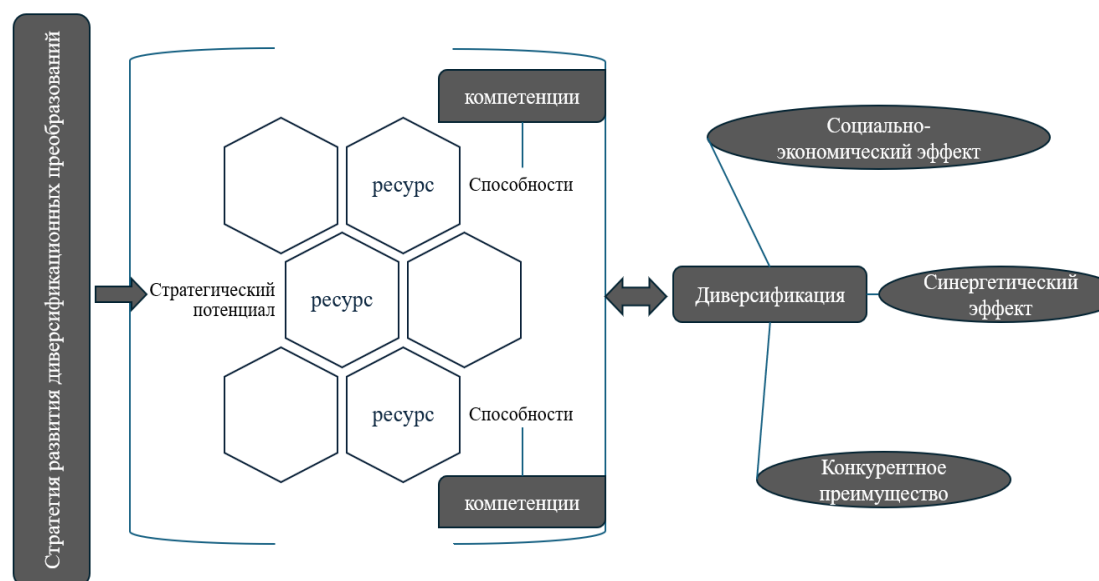 Стратегия развития диверсификационных преобразований
компетенции
ресурс
Способности
Стратегический
потенциал
ресурс
ресурс
Способности
компетенции
Социально-
экономический эффект
Диверсификация
Синергетический
эффект
Конкурентное
преимущество